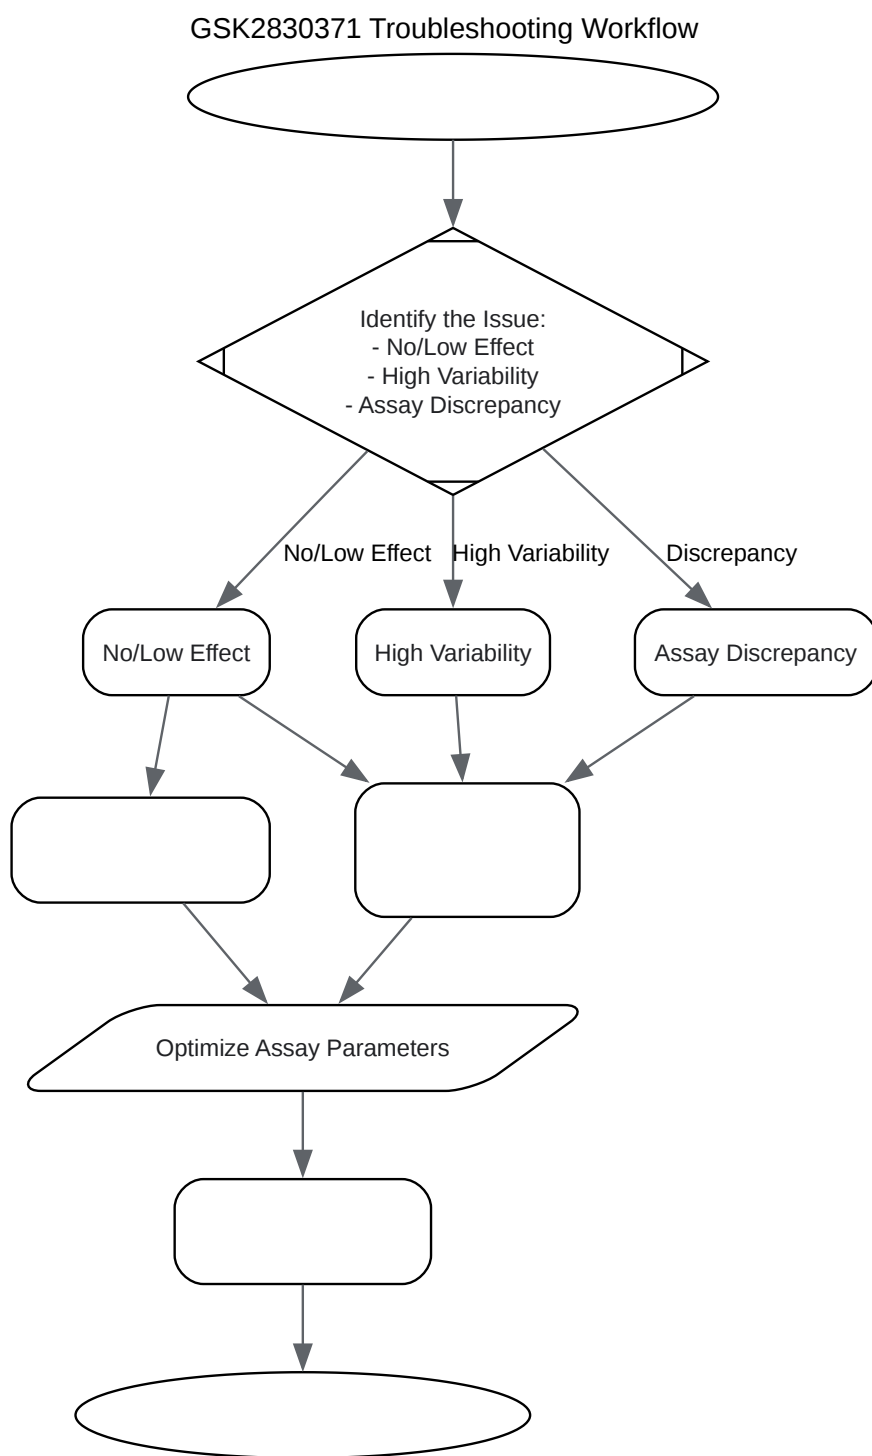 GSK2830371 Troubleshooting Workflow
Identify the Issue:
- No/Low Effect
- High Variability
- Assay Discrepancy
No/Low Effect
High Variability
Discrepancy
No/Low Effect
High Variability
Assay Discrepancy
Optimize Assay Parameters